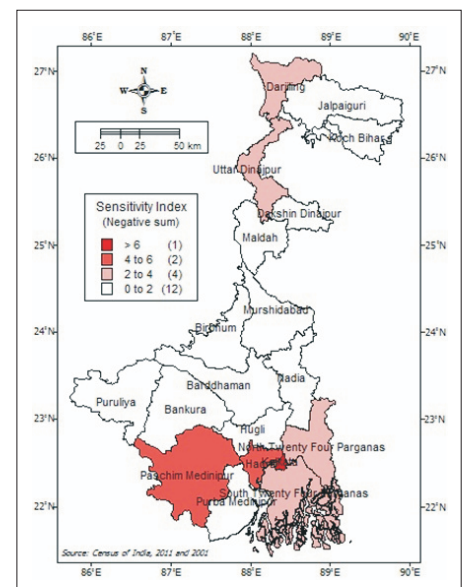 86°E 87°E 88°E 89°E 90°E
27°N 27°N
Darjiling
N
W E
S
Jalpaiguri
Koch Bihar
25 0 25 50 km
26°N 26°N
Uttar Dinajpur
Sensitivity Index
(Negative sum)
> 6 (1)
4 to 6 (2)
2 to 4 (4)
0 to 2 (12)
Dakshin Dinajpur
Maldah
25°N 25°N
Murshidabad
24°N 24°N
Birbhum
Barddhaman
Nadia
Puruliya
Bankura
23°N 23°N
Hugli
North Twenty Four Parganas
Paschim Medinipur
South Twenty Four Parganas
Purba Medinipur
22°N 22°N
Source: Census of India, 2011 and 2001
86°E 87°E 88°E 89°E 90°E